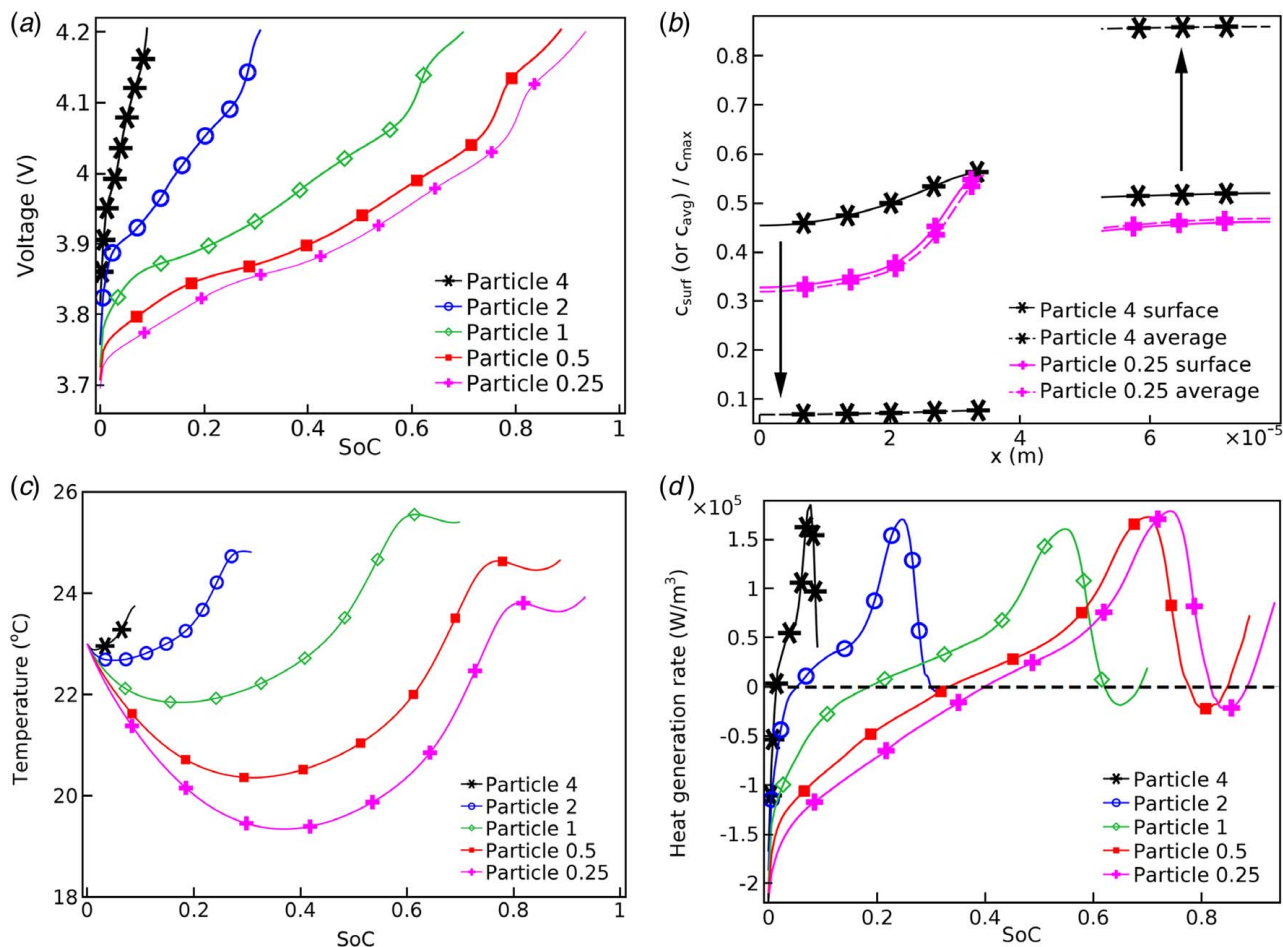 (a)
4.2
4.1
4
3.9
3.8
3.7
Voltage (V)
Particle 4
Particle 2
Particle 1
Particle 0.5
Particle 0.25
0
0.2
0.4
0.6
0.8
1
SoC
(b)
0.8
0.7
0.6
0.5
0.4
0.3
0.2
0.1
c_surf (or c_avg) / c_max
Particle 4 surface
Particle 4 average
Particle 0.25 surface
Particle 0.25 average
0
2
4
6
×10⁻⁵
x (m)
(c)
26
24
22
20
18
Temperature (°C)
Particle 4
Particle 2
Particle 1
Particle 0.5
Particle 0.25
0
0.2
0.4
0.6
0.8
1
SoC
(d)
×10⁵
1.5
1
0.5
0
-0.5
-1
-1.5
-2
Heat generation rate (W/m³)
Particle 4
Particle 2
Particle 1
Particle 0.5
Particle 0.25
0
0.2
0.4
0.6
0.8
SoC